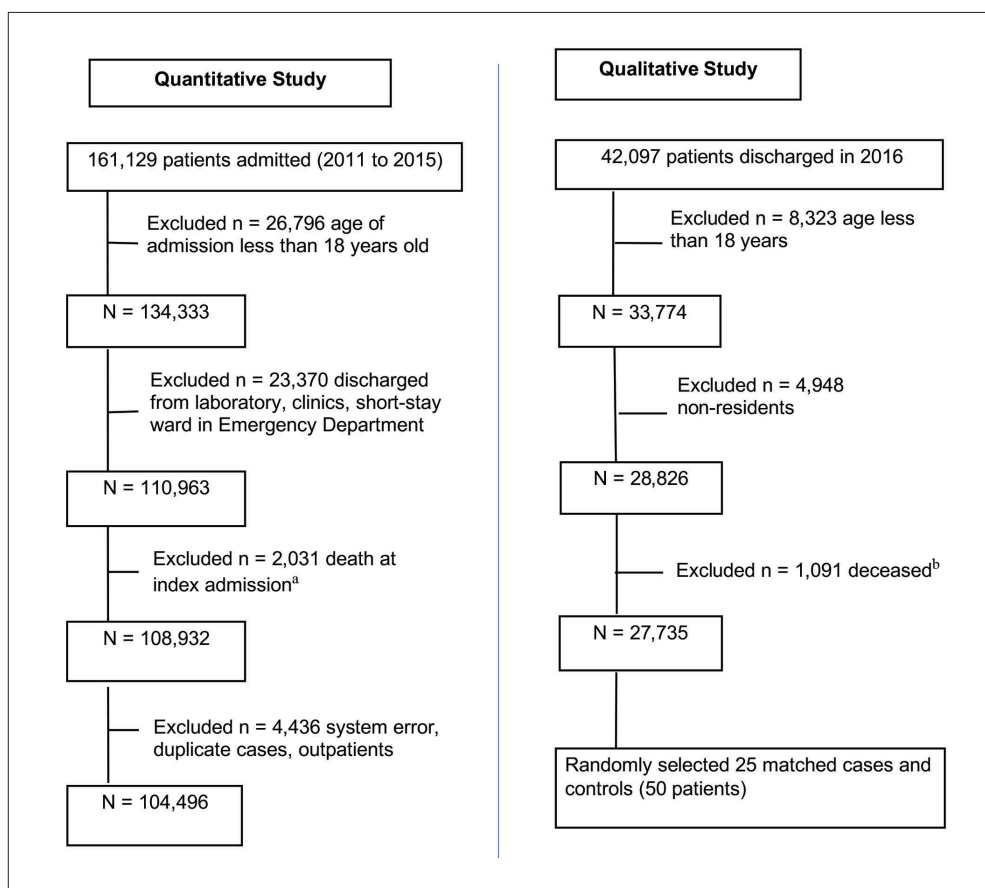 Quantitative Study
161,129 patients admitted (2011 to 2015)
Excluded n = 26,796 age of
admission less than 18 years old
N = 134,333
Excluded n = 23,370 discharged
from laboratory, clinics, short-stay
ward in Emergency Department
N = 110,963
Excluded n = 2,031 death at
index admissionᵃ
N = 108,932
Excluded n = 4,436 system error,
duplicate cases, outpatients
N = 104,496
Qualitative Study
42,097 patients discharged in 2016
Excluded n = 8,323 age less
than 18 years
N = 33,774
Excluded n = 4,948
non-residents
N = 28,826
Excluded n = 1,091 deceasedᵇ
N = 27,735
Randomly selected 25 matched cases and
controls (50 patients)